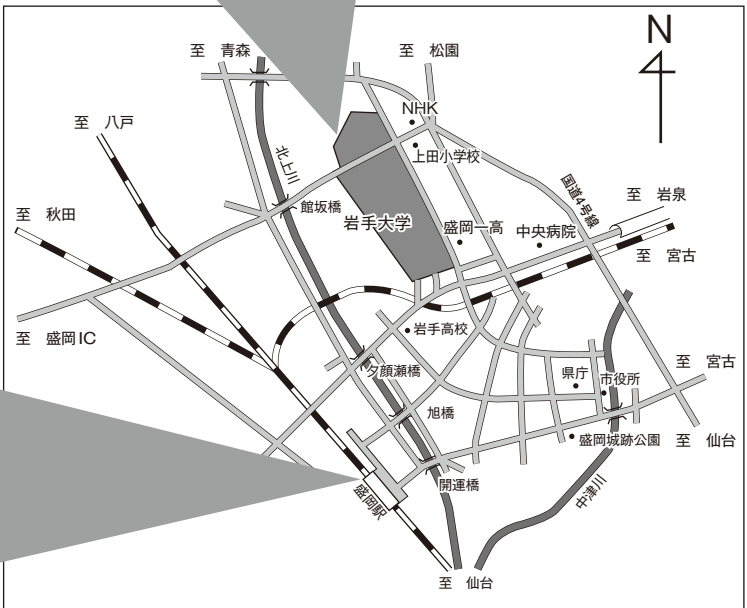 至　青森
至　松園
N
NHK
至　八戸
上田小学校
北上川
国道4号線
至　岩泉
館坂橋
至　秋田
岩手大学
盛岡一高
中央病院
至　宮古
至　盛岡IC
岩手高校
夕顔瀬橋
県庁
市役所
至　宮古
旭橋
盛岡城跡公園
至　仙台
開運橋
盛岡駅
中津川
至　仙台